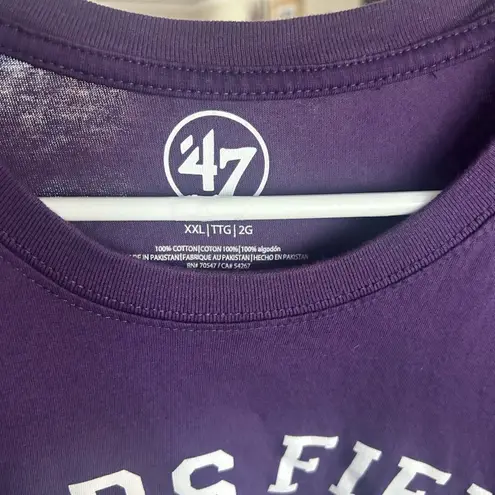 '47
XXL|TTG|2G
100% COTTON|COTON 100%|100% algodón
IN PAKISTAN|FABRIQUE AU PAKISTAN|HECHO EN PAKISTAN
RN# 70547/ CA# 54267